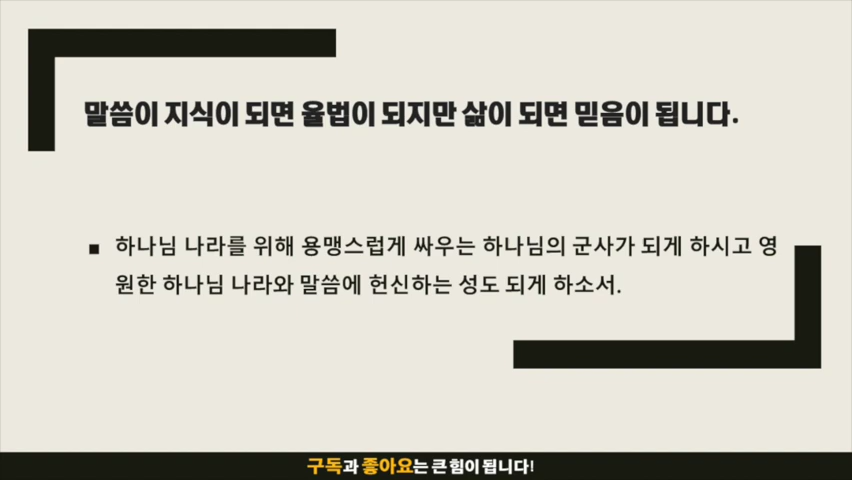 말씀이 지식이 되면 율법이 되지만 삶이 되면 믿음이 됩니다.
■ 하나님 나라를 위해 용맹스럽게 싸우는 하나님의 군사가 되게 하시고 영
원한 하나님 나라와 말씀에 헌신하는 성도 되게 하소서.
구독과 좋아요는 큰 힘이 됩니다!